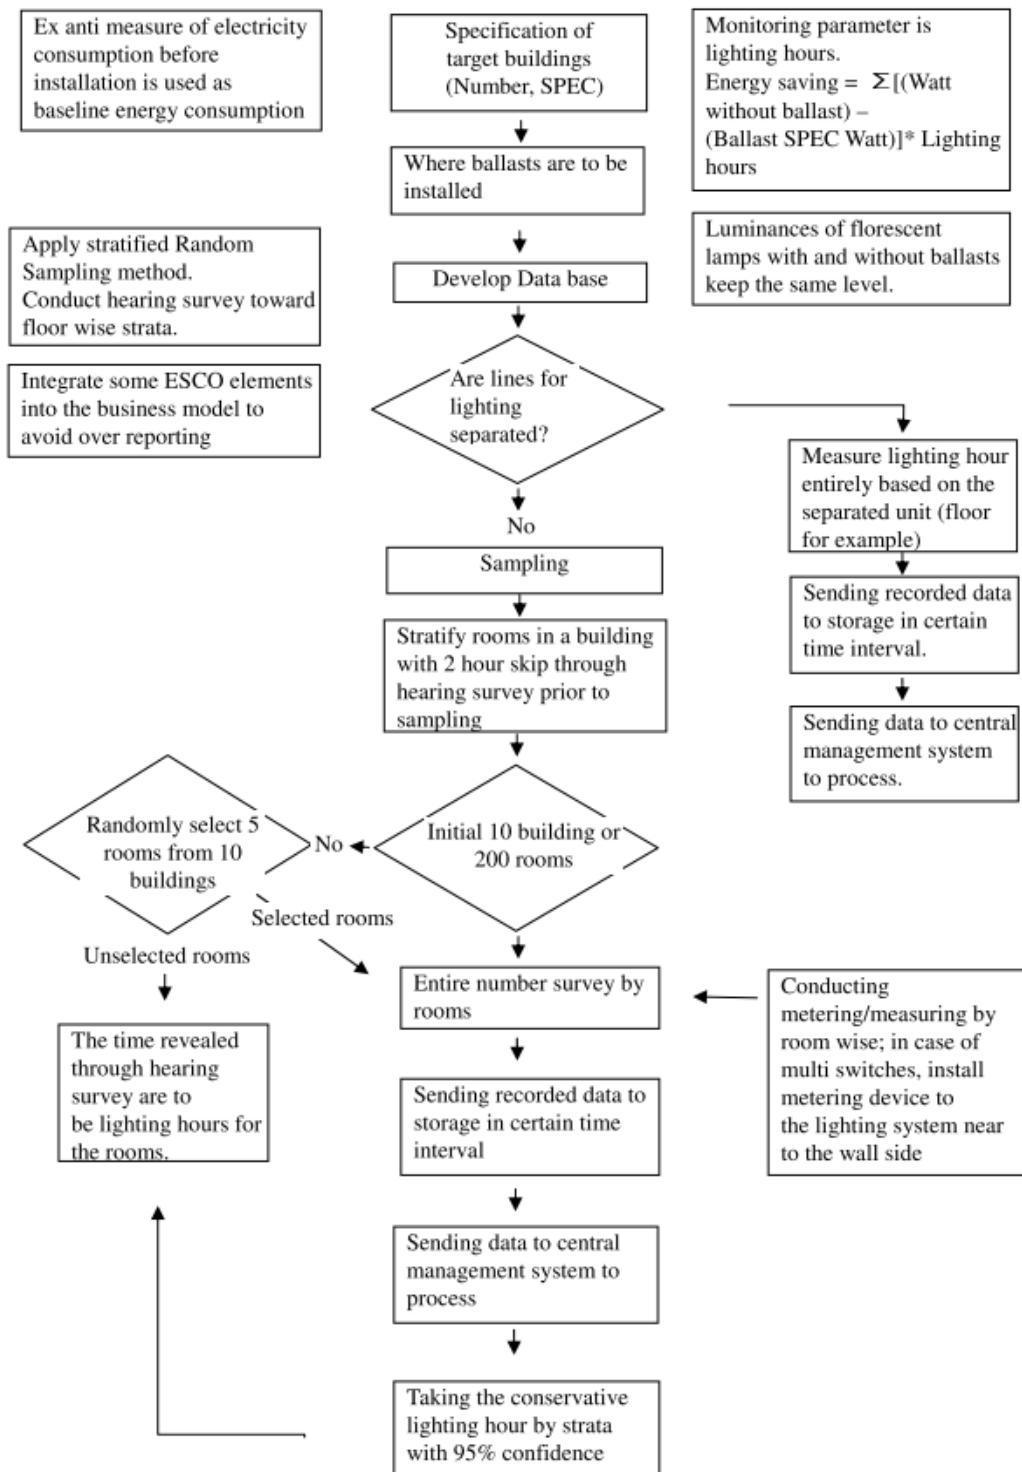 Ex anti measure of electricity
consumption before
installation is used as
baseline energy consumption
Specification of
target buildings
(Number, SPEC)
Monitoring parameter is
lighting hours.
Energy saving = Σ[(Watt
without ballast) –
(Ballast SPEC Watt)]* Lighting
hours
Where ballasts are to be
installed
Apply stratified Random
Sampling method.
Conduct hearing survey toward
floor wise strata.
Develop Data base
Luminances of florescent
lamps with and without ballasts
keep the same level.
Integrate some ESCO elements
into the business model to
avoid over reporting
Are lines for
lighting
separated?
Measure lighting hour
entirely based on the
separated unit (floor
for example)
No
Sampling
Sending recorded data
to storage in certain
time interval.
Stratify rooms in a building
with 2 hour skip through
hearing survey prior to
sampling
Sending data to central
management system
to process.
Randomly select 5
rooms from 10
buildings
No
Initial 10 building or
200 rooms
Selected rooms
Unselected rooms
Entire number survey by
rooms
Conducting
metering/measuring by
room wise; in case of
multi switches, install
metering device to
the lighting system near
to the wall side
The time revealed
through hearing
survey are to
be lighting hours for
the rooms.
Sending recorded data to
storage in certain time
interval
Sending data to central
management system to
process
Taking the conservative
lighting hour by strata
with 95% confidence